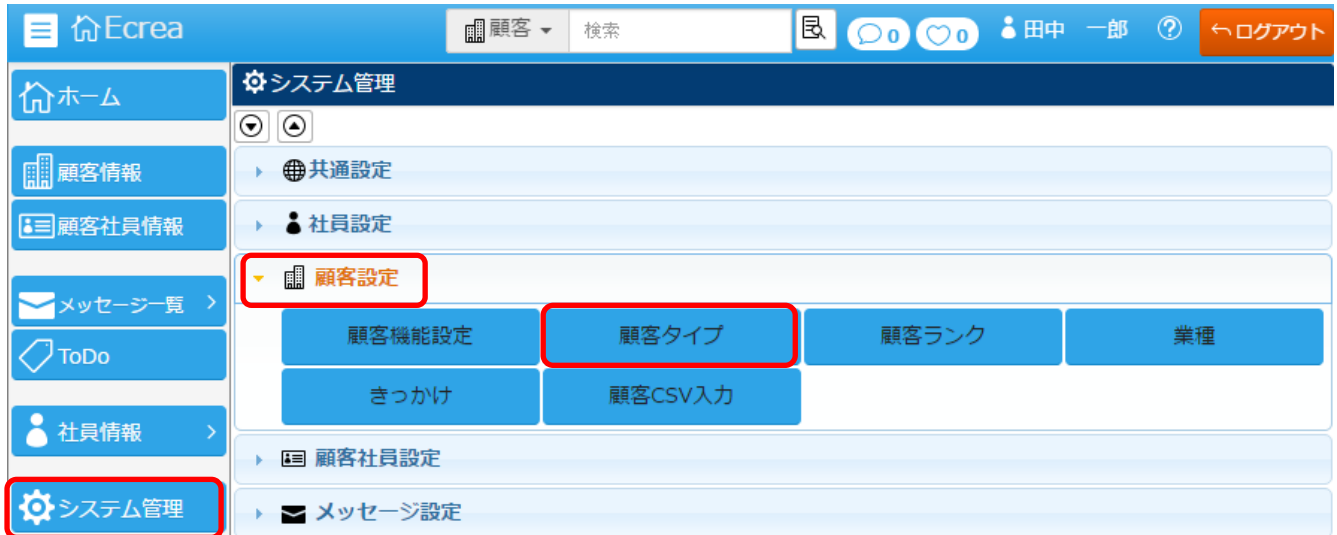 Ecrea
顧客
検索
0
0
田中 一郎
ログアウト
ホーム
顧客情報
顧客社員情報
メッセージ一覧
ToDo
社員情報
システム管理
システム管理
共通設定
社員設定
顧客設定
顧客機能設定
顧客タイプ
顧客ランク
業種
きっかけ
顧客CSV入力
顧客社員設定
メッセージ設定